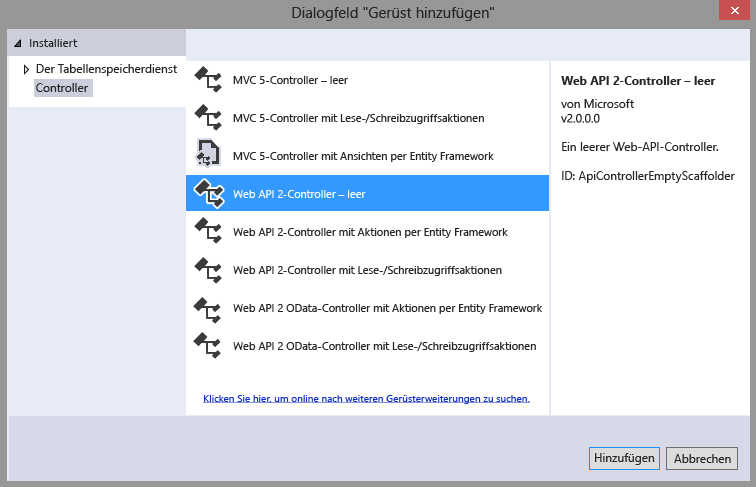 Dialogfeld "Gerüst hinzufügen"
Installiert
Der Tabellenspeicherdienst
Controller
MVC 5-Controller – leer
MVC 5-Controller mit Lese-/Schreibzugriffsaktionen
MVC 5-Controller mit Ansichten per Entity Framework
Web API 2-Controller – leer
Web API 2-Controller mit Aktionen per Entity Framework
Web API 2-Controller mit Lese-/Schreibzugriffsaktionen
Web API 2 OData-Controller mit Aktionen per Entity Framework
Web API 2 OData-Controller mit Lese-/Schreibzugriffsaktionen
Klicken Sie hier, um online nach weiteren Gerüsterweiterungen zu suchen.
Web API 2-Controller – leer
von Microsoft
v2.0.0.0
Ein leerer Web-API-Controller.
ID: ApiControllerEmptyScaffolder
Hinzufügen
Abbrechen